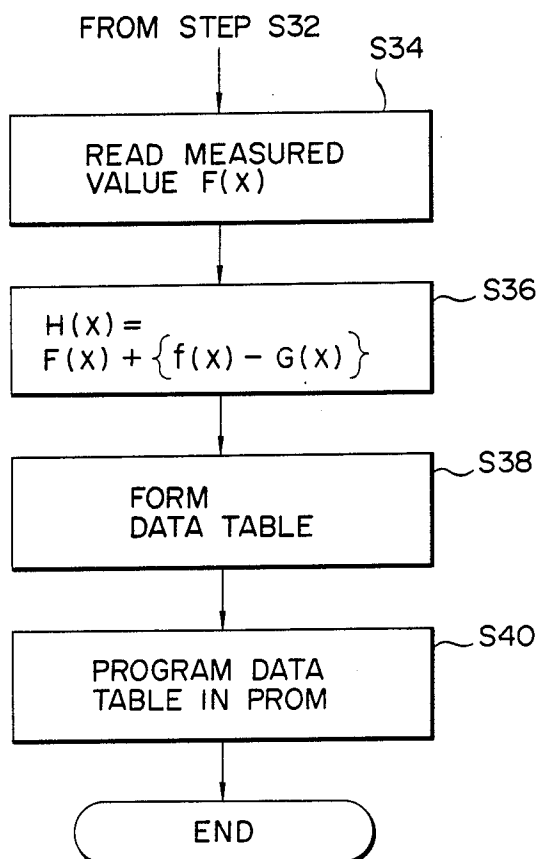 FROM STEP S32
S34
READ MEASURED
VALUE F(X)
S36
H(X) =
F(X) + {f(X) - G(X)}
S38
FORM
DATA TABLE
S40
PROGRAM DATA
TABLE IN PROM
END